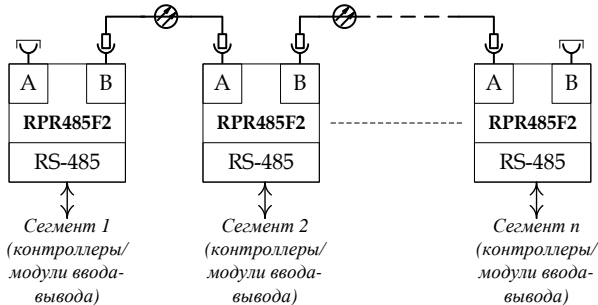 A B
RPR485F2
RS-485
Сегмент 1
(контроллеры/
модули ввода-
вывода)
A B
RPR485F2
RS-485
Сегмент 2
(контроллеры/
модули ввода-
вывода)
A B
RPR485F2
RS-485
Сегмент n
(контроллеры/
модули ввода-
вывода)